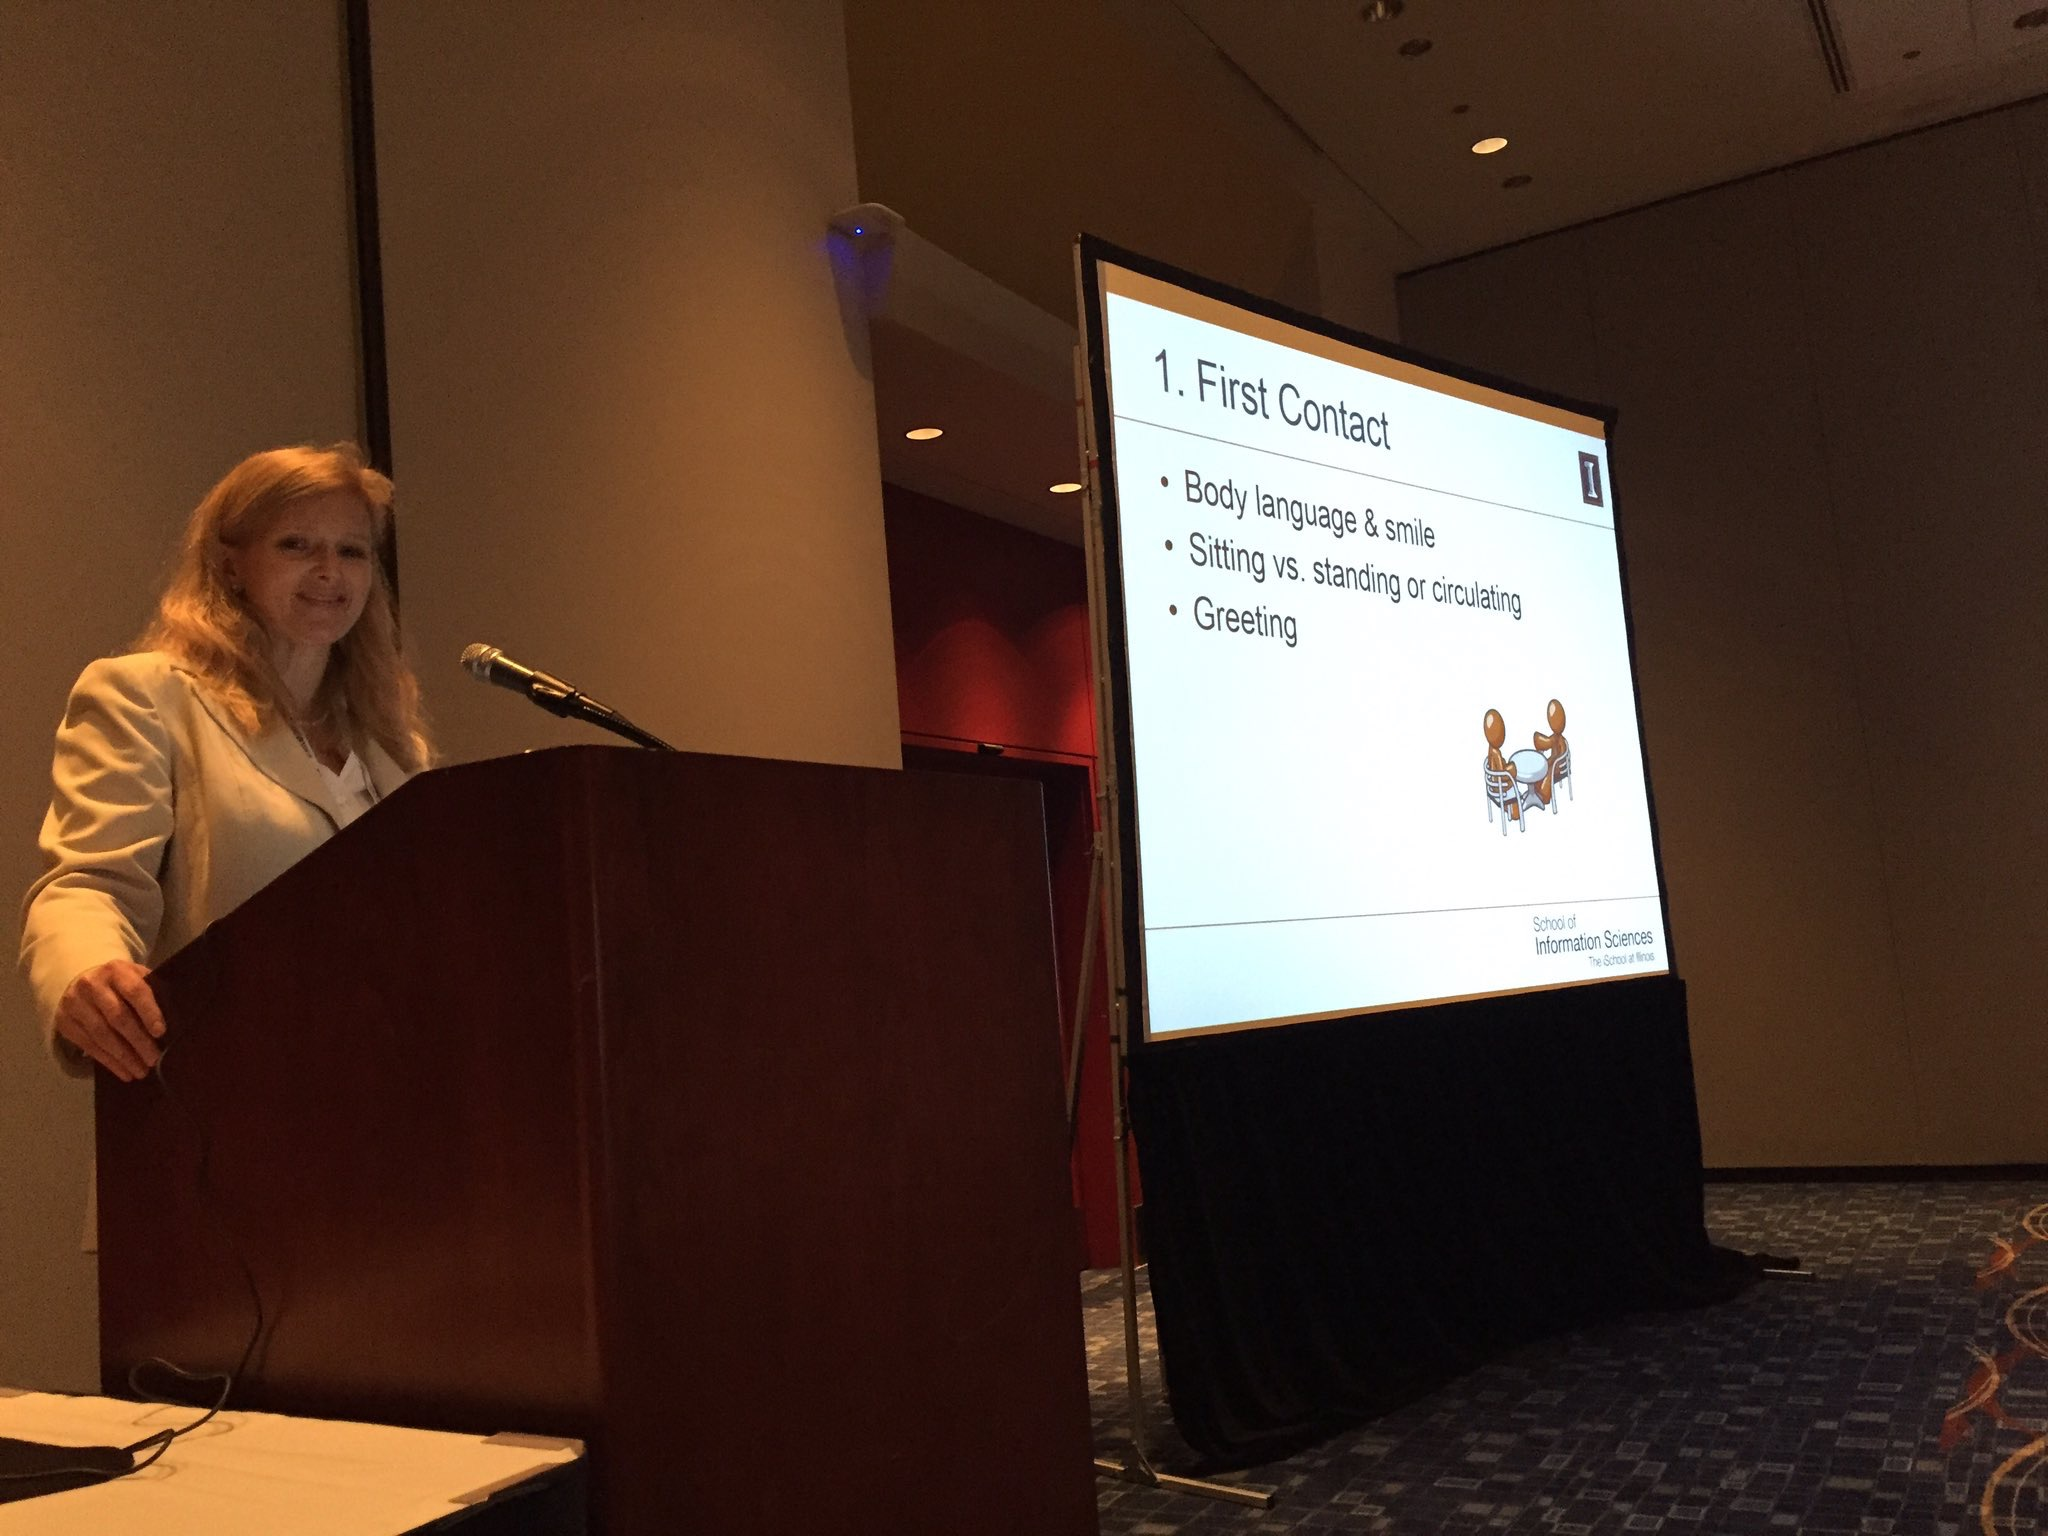 1. First Contact
• Body language & smile
• Sitting vs. standing or circulating
• Greeting
I
School of
Information Sciences
The iSchool at Illinois